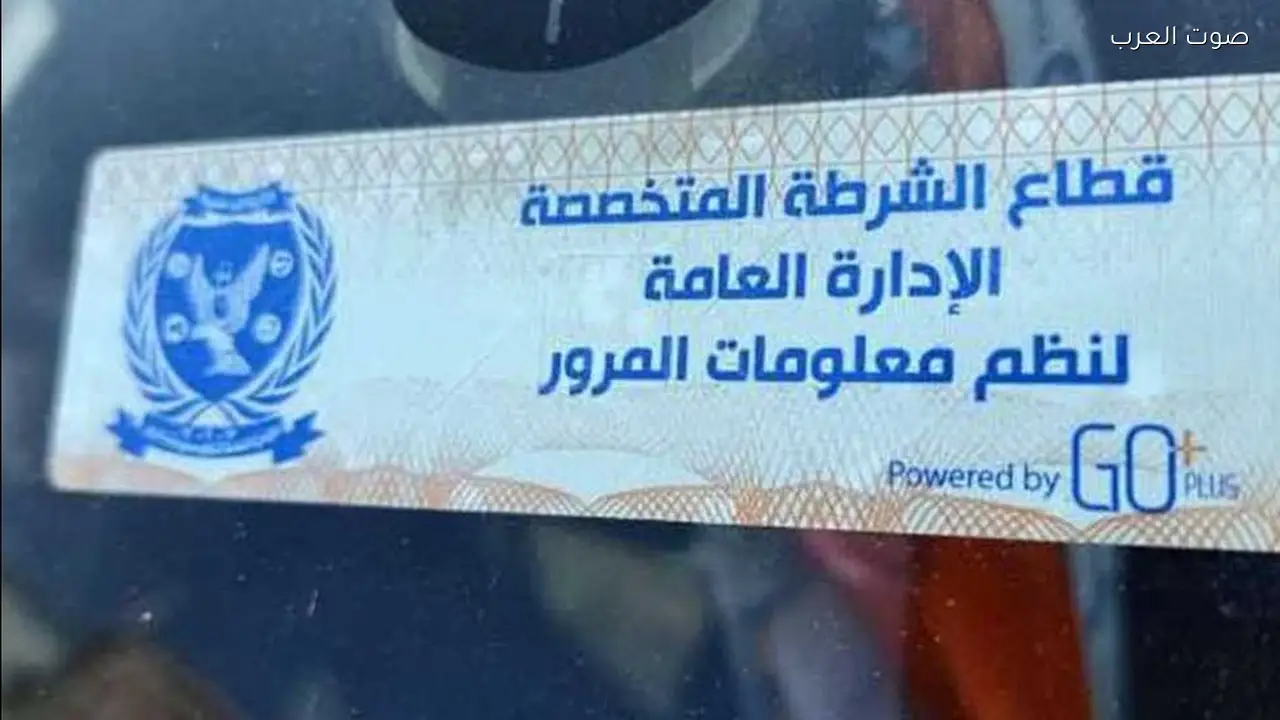 صوت العرب
قطاع الشرطة المتخصصة
الإدارة العامة
لنظم معلومات المرور
Powered by GO+ PLUS